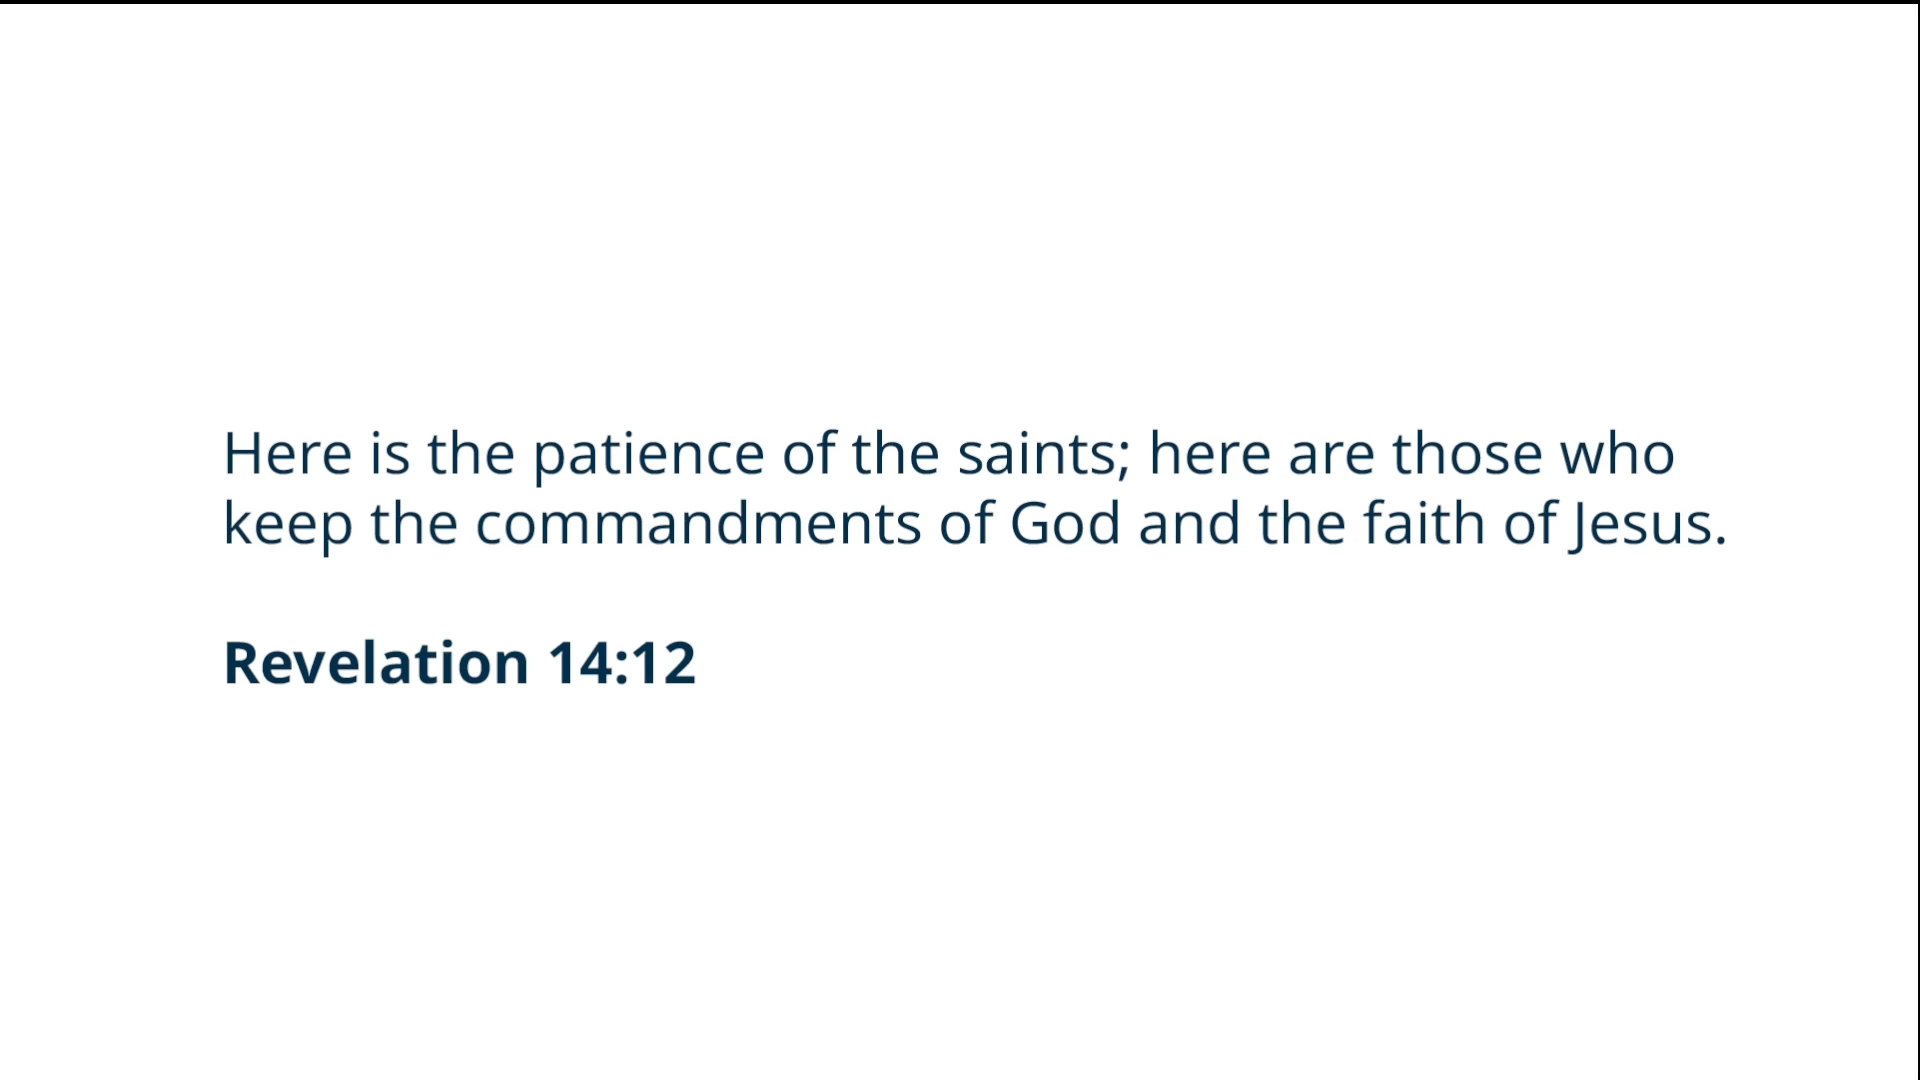 Here is the patience of the saints; here are those who
keep the commandments of God and the faith of Jesus.
Revelation 14:12